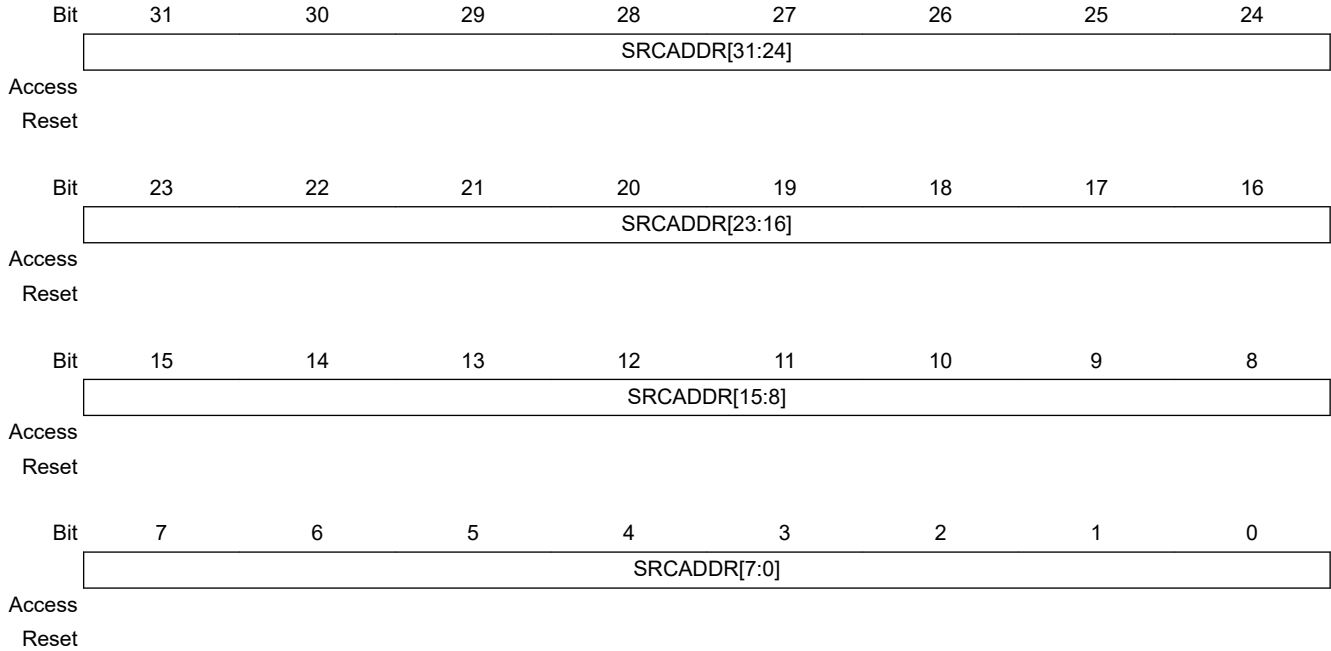 Bit 31 30 29 28 27 26 25 24
SRCADDR[31:24]
Access
Reset
Bit 23 22 21 20 19 18 17 16
SRCADDR[23:16]
Access
Reset
Bit 15 14 13 12 11 10 9 8
SRCADDR[15:8]
Access
Reset
Bit 7 6 5 4 3 2 1 0
SRCADDR[7:0]
Access
Reset